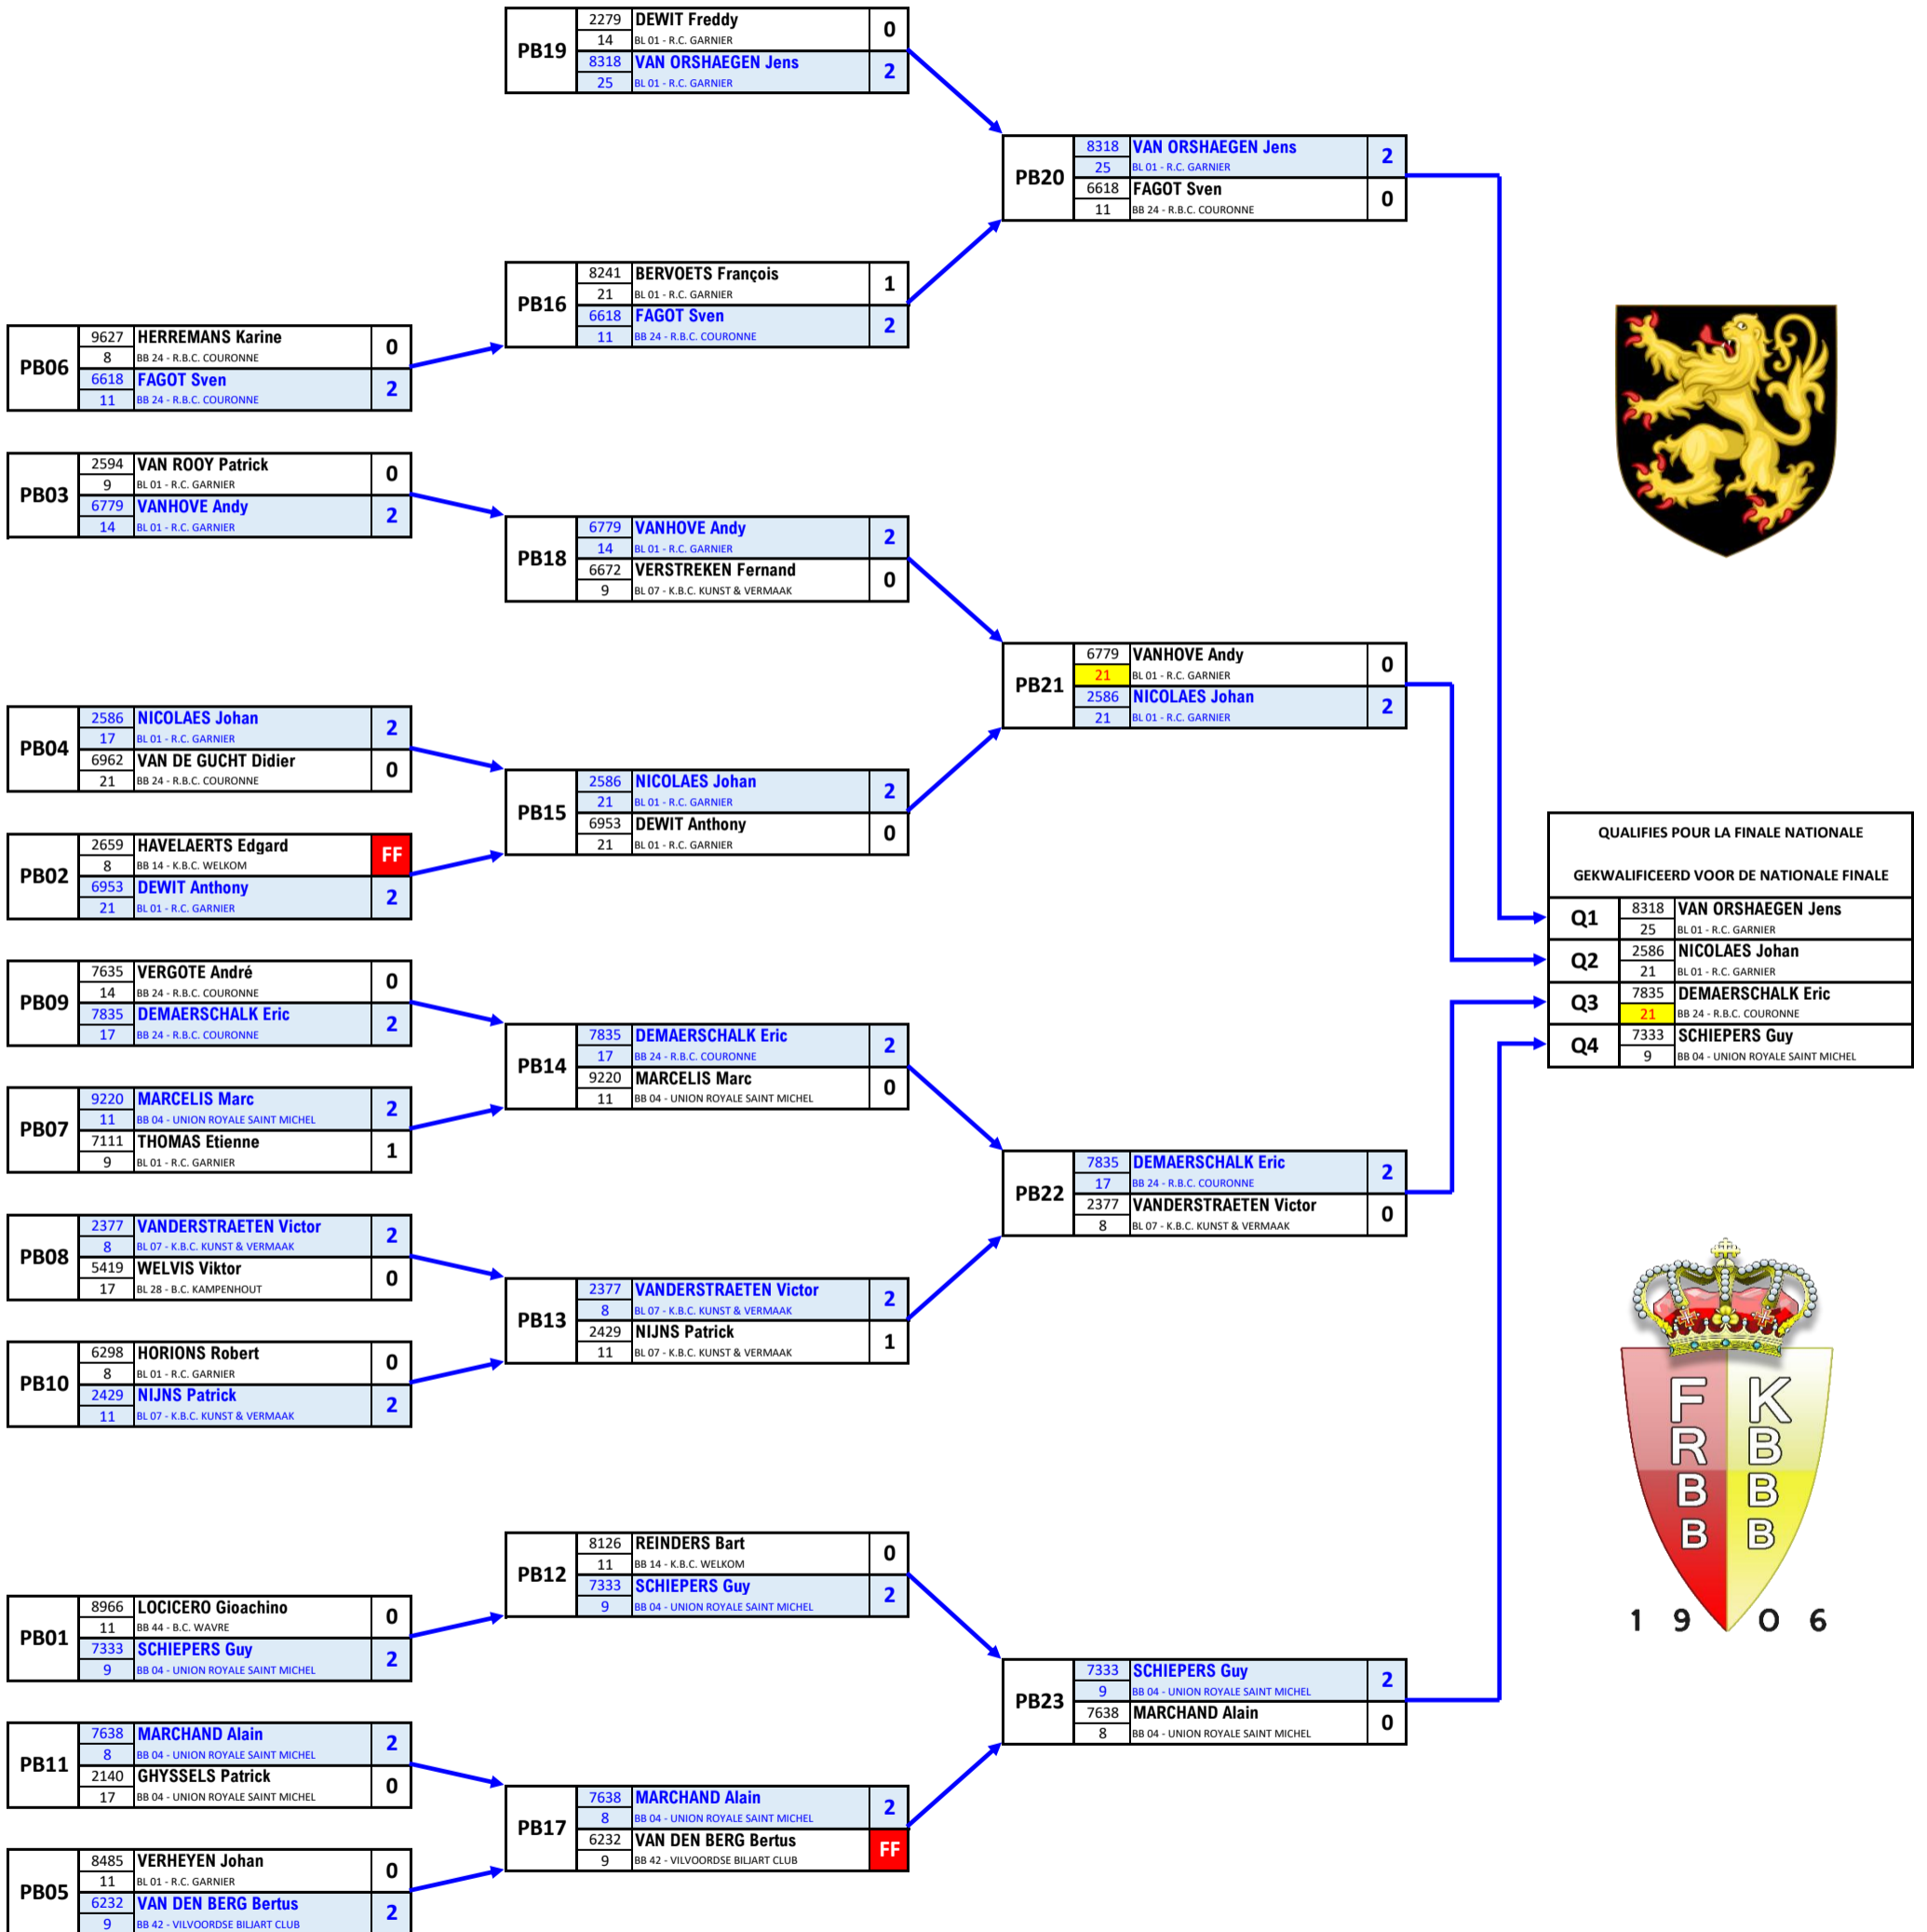 PB19
2279 DEWIT Freddy 0
14 BL 01 - R.C. GARNIER
8318 VAN ORSHAEGEN Jens 2
25 BL 01 - R.C. GARNIER
PB20
8318 VAN ORSHAEGEN Jens 2
25 BL 01 - R.C. GARNIER
6618 FAGOT Sven 0
11 BB 24 - R.B.C. COURONNE
PB16
8241 BERVOETS François 1
21 BL 01 - R.C. GARNIER
6618 FAGOT Sven 2
11 BB 24 - R.B.C. COURONNE
PB06
9627 HERREMANS Karine 0
8 BB 24 - R.B.C. COURONNE
6618 FAGOT Sven 2
11 BB 24 - R.B.C. COURONNE
PB03
2594 VAN ROOY Patrick 0
9 BL 01 - R.C. GARNIER
6779 VANHOVE Andy 2
14 BL 01 - R.C. GARNIER
PB18
6779 VANHOVE Andy 2
14 BL 01 - R.C. GARNIER
6672 VERSTREKEN Fernand 0
9 BL 07 - K.B.C. KUNST & VERMAAK
PB21
6779 VANHOVE Andy 0
21 BL 01 - R.C. GARNIER
2586 NICOLAES Johan 2
21 BL 01 - R.C. GARNIER
PB04
2586 NICOLAES Johan 2
17 BL 01 - R.C. GARNIER
6962 VAN DE GUCHT Didier 0
21 BB 24 - R.B.C. COURONNE
PB15
2586 NICOLAES Johan 2
21 BL 01 - R.C. GARNIER
6953 DEWIT Anthony 0
21 BL 01 - R.C. GARNIER
PB02
2659 HAVELAERTS Edgard FF
8 BB 14 - K.B.C. WELKOM
6953 DEWIT Anthony 2
21 BL 01 - R.C. GARNIER
QUALIFIES POUR LA FINALE NATIONALE
GEKWALIFICEERD VOOR DE NATIONALE FINALE
Q1 8318 VAN ORSHAEGEN Jens
25 BL 01 - R.C. GARNIER
Q2 2586 NICOLAES Johan
21 BL 01 - R.C. GARNIER
Q3 7835 DEMAERSCHALK Eric
21 BB 24 - R.B.C. COURONNE
Q4 7333 SCHIEPERS Guy
9 BB 04 - UNION ROYALE SAINT MICHEL
PB09
7635 VERGOTE André 0
14 BB 24 - R.B.C. COURONNE
7835 DEMAERSCHALK Eric 2
17 BB 24 - R.B.C. COURONNE
PB14
7835 DEMAERSCHALK Eric 2
17 BB 24 - R.B.C. COURONNE
9220 MARCELIS Marc 0
11 BB 04 - UNION ROYALE SAINT MICHEL
PB07
9220 MARCELIS Marc 2
11 BB 04 - UNION ROYALE SAINT MICHEL
7111 THOMAS Etienne 1
9 BL 01 - R.C. GARNIER
PB22
7835 DEMAERSCHALK Eric 2
17 BB 24 - R.B.C. COURONNE
2377 VANDERSTRAETEN Victor 0
8 BL 07 - K.B.C. KUNST & VERMAAK
PB08
2377 VANDERSTRAETEN Victor 2
8 BL 07 - K.B.C. KUNST & VERMAAK
5419 WELVIS Viktor 0
17 BL 28 - B.C. KAMPENHOUT
PB13
2377 VANDERSTRAETEN Victor 2
8 BL 07 - K.B.C. KUNST & VERMAAK
2429 NIJNS Patrick 1
11 BL 07 - K.B.C. KUNST & VERMAAK
PB10
6298 HORIONS Robert 0
8 BL 01 - R.C. GARNIER
2429 NIJNS Patrick 2
11 BL 07 - K.B.C. KUNST & VERMAAK
F K
R B
B B
B B
1 9 0 6
PB12
8126 REINDERS Bart 0
11 BB 14 - K.B.C. WELKOM
7333 SCHIEPERS Guy 2
9 BB 04 - UNION ROYALE SAINT MICHEL
PB01
8966 LOCICERO Gioachino 0
11 BB 44 - B.C. WAVRE
7333 SCHIEPERS Guy 2
9 BB 04 - UNION ROYALE SAINT MICHEL
PB23
7333 SCHIEPERS Guy 2
9 BB 04 - UNION ROYALE SAINT MICHEL
7638 MARCHAND Alain 0
8 BB 04 - UNION ROYALE SAINT MICHEL
PB11
7638 MARCHAND Alain 2
8 BB 04 - UNION ROYALE SAINT MICHEL
2140 GHYSSELS Patrick 0
17 BB 04 - UNION ROYALE SAINT MICHEL
PB17
7638 MARCHAND Alain 2
8 BB 04 - UNION ROYALE SAINT MICHEL
6232 VAN DEN BERG Bertus FF
9 BB 42 - VILVOORDSE BILJART CLUB
PB05
8485 VERHEYEN Johan 0
11 BL 01 - R.C. GARNIER
6232 VAN DEN BERG Bertus 2
9 BB 42 - VILVOORDSE BILJART CLUB